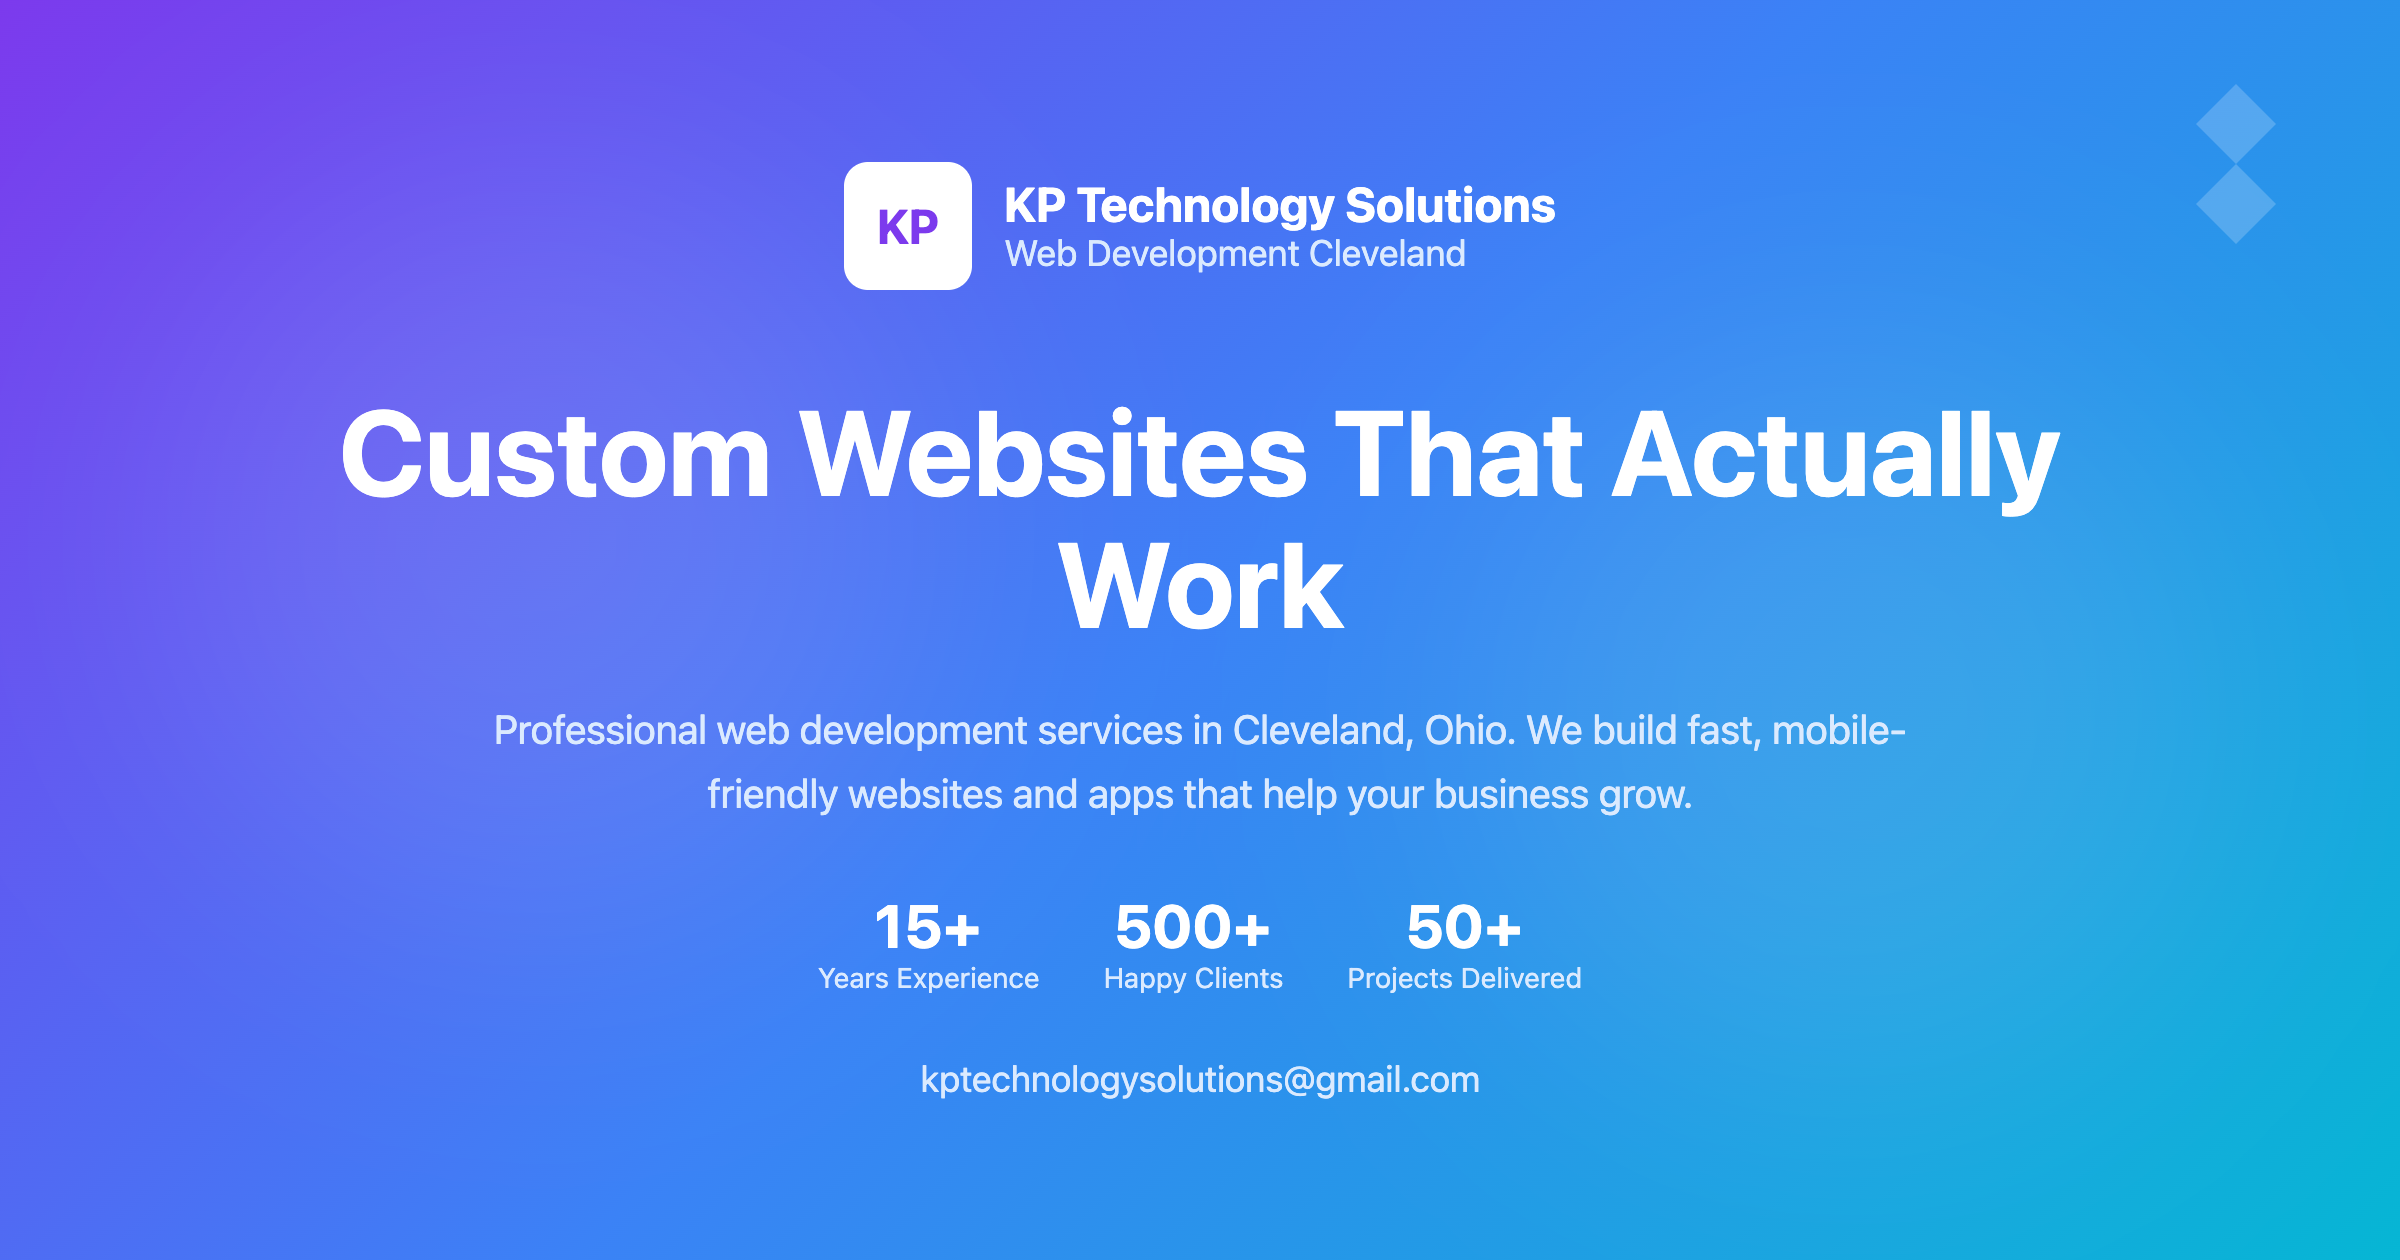 KP
KP Technology Solutions
Web Development Cleveland
Custom Websites That Actually
Work
Professional web development services in Cleveland, Ohio. We build fast, mobile-
friendly websites and apps that help your business grow.
15+ 500+ 50+
Years Experience Happy Clients Projects Delivered
kptechnologysolutions@gmail.com